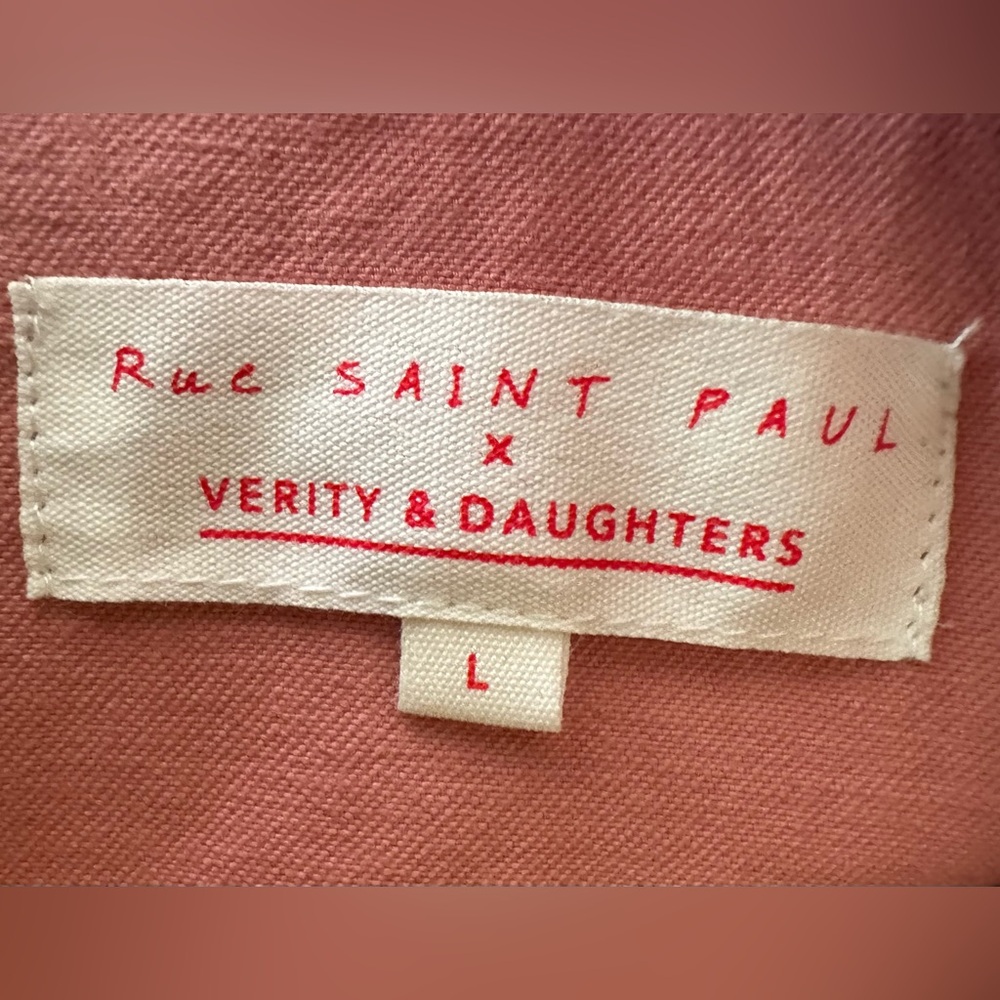 Rue SAINT PAUL
X
VERITY & DAUGHTERS
L